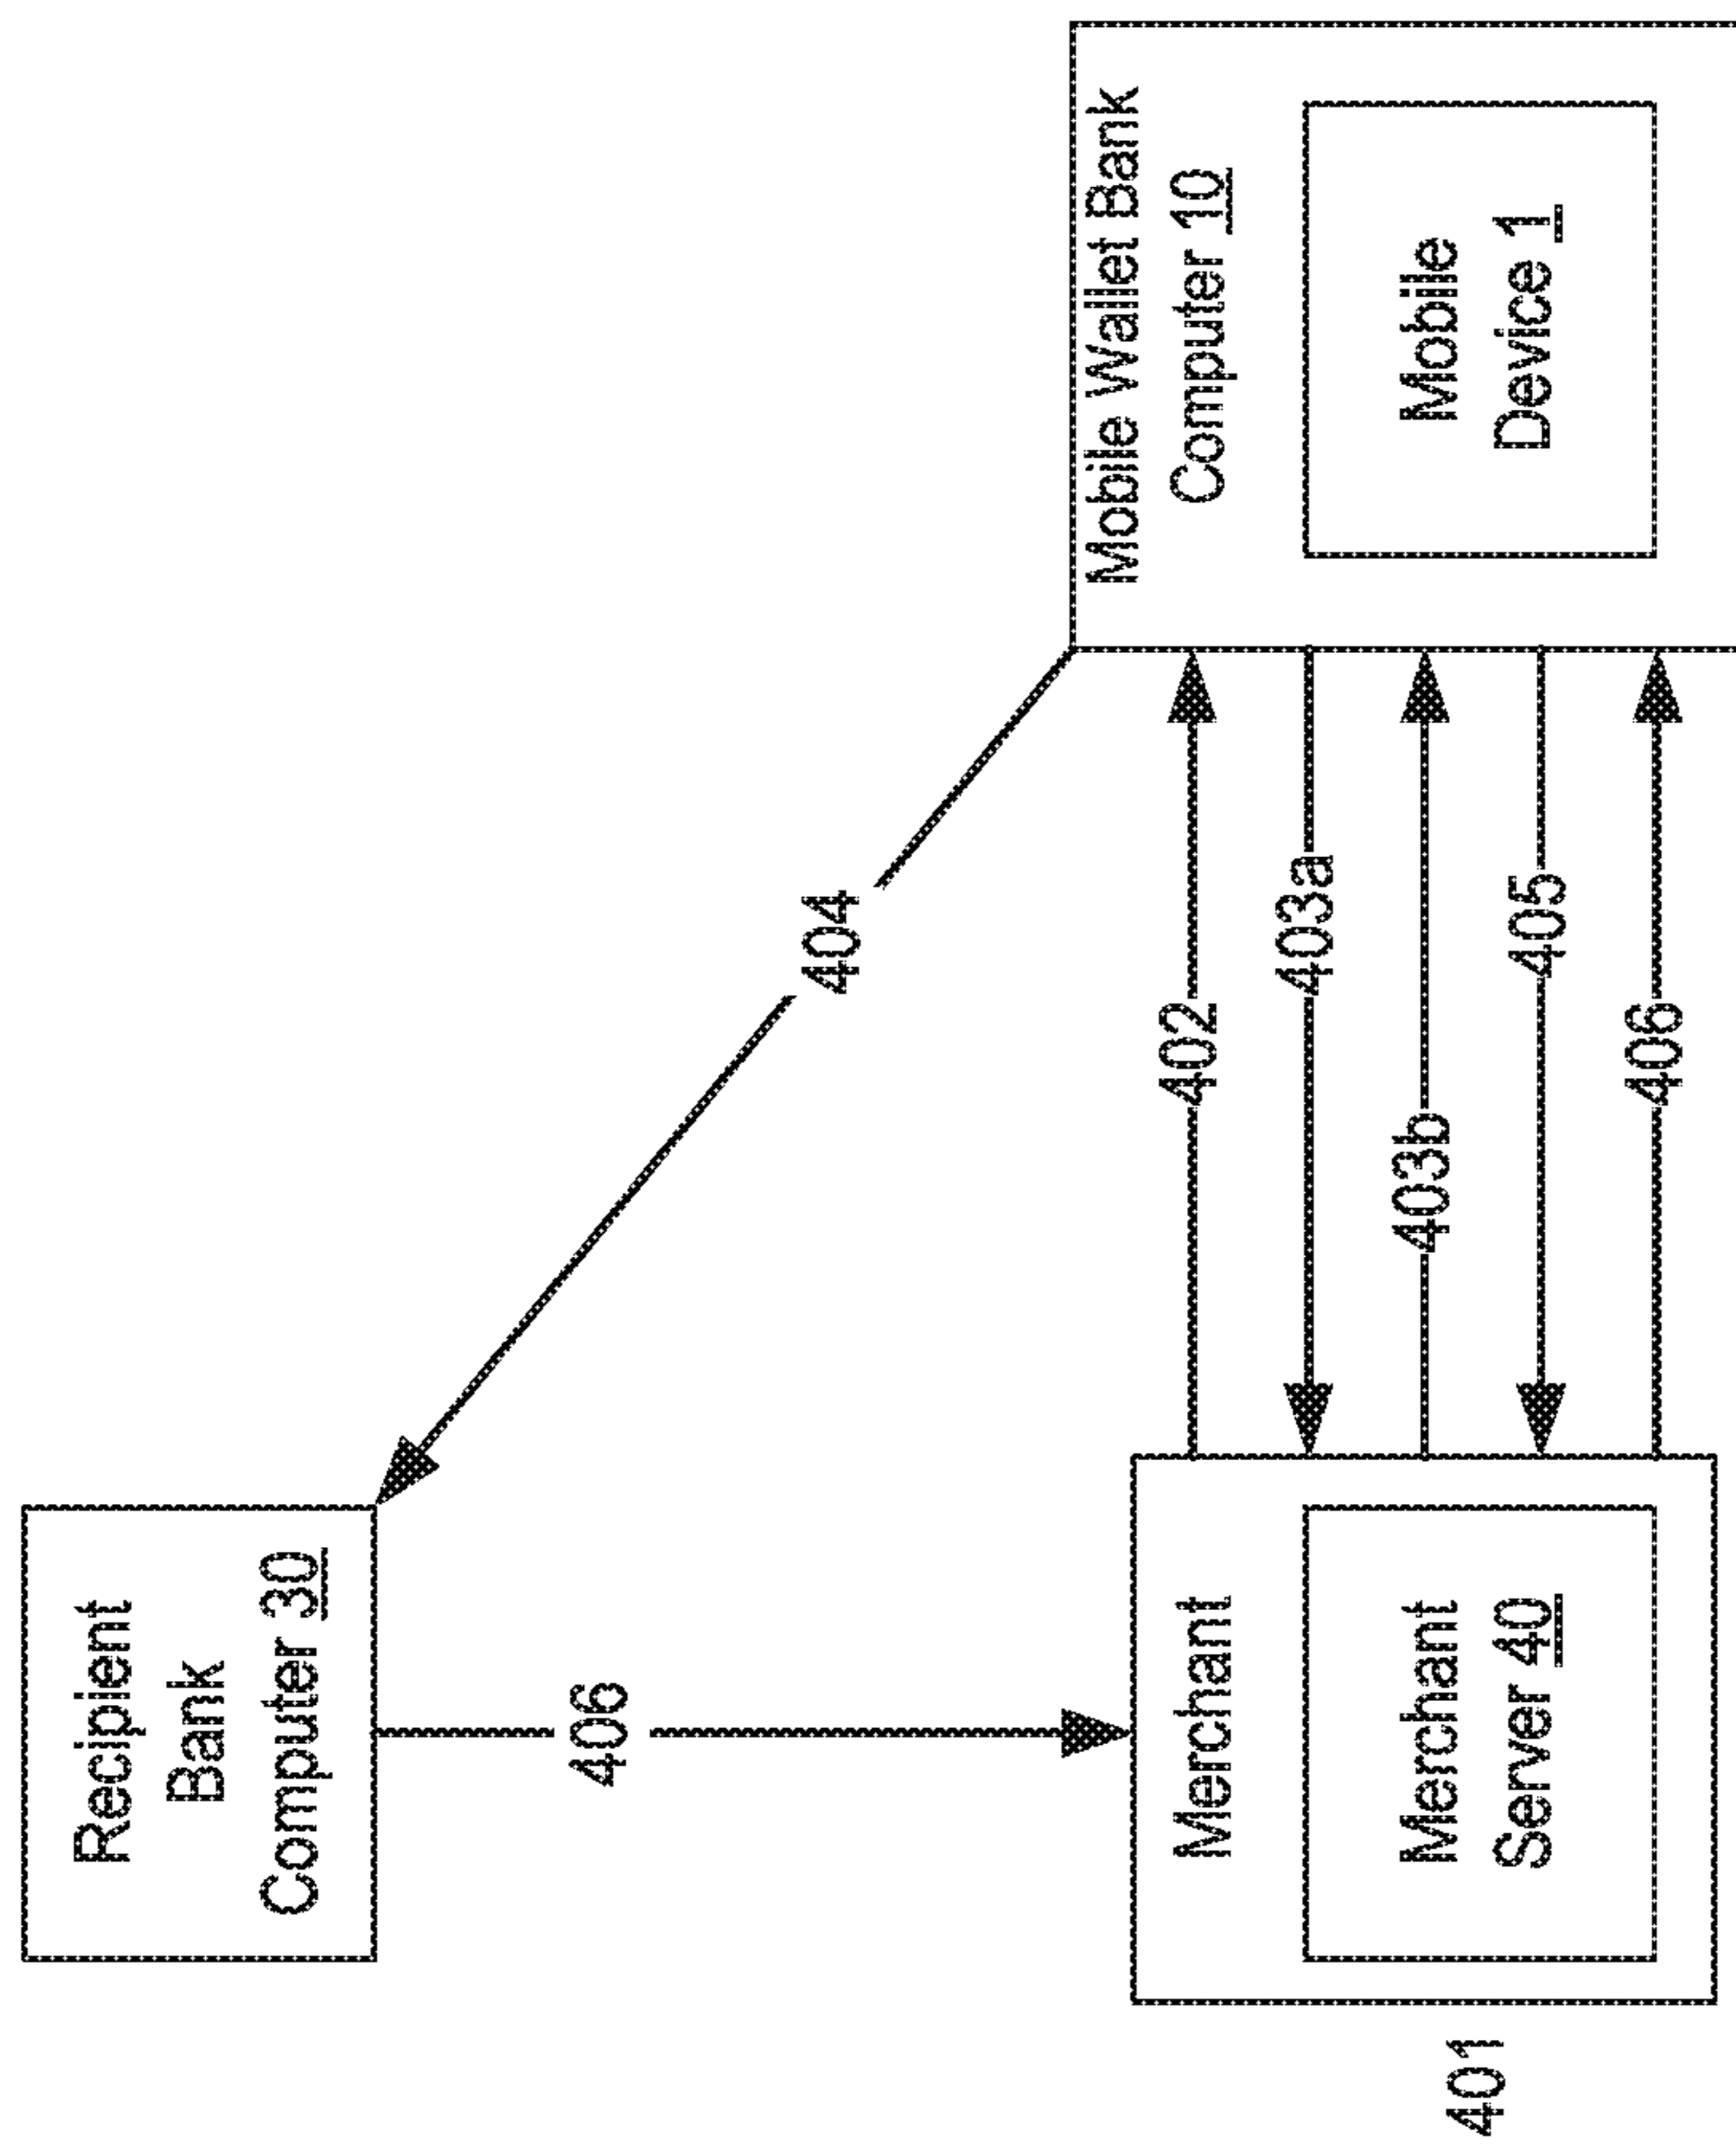 Recipient
Bank
Computer 30
406
404
Merchant
Merchant
Server 40
401
402
403a
403b
405
406
Mobile Wallet Bank
Computer 10
Mobile
Device 1